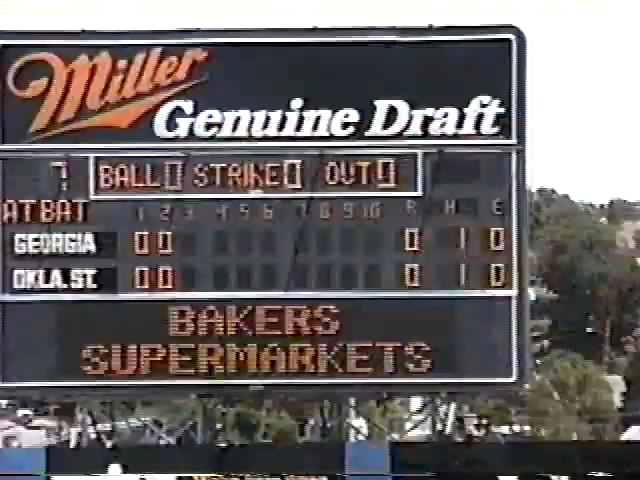 Miller
Genuine Draft
7 BALL 0 STRIKE 0 OUT 0
AT BAT 1 2 3 4 5 6 7 8 9 10 R H E
GEORGIA 0 0 0 1 0
OKLA. ST. 0 0 0 1 0
BAKERS
SUPERMARKETS